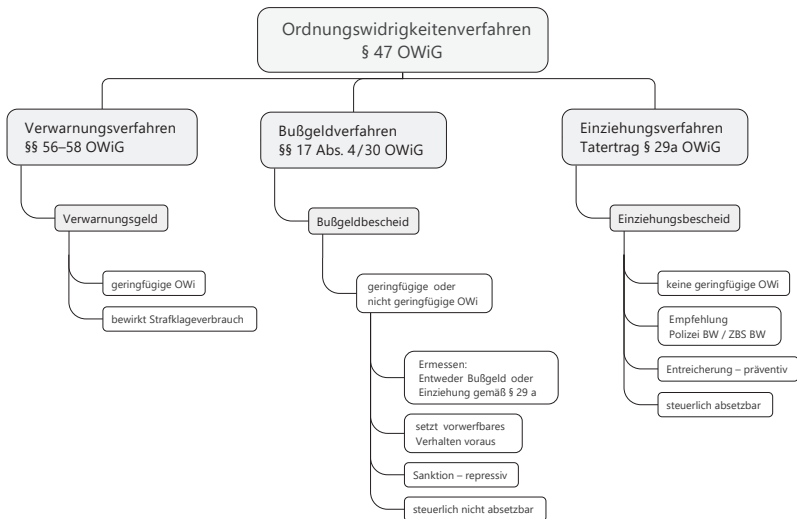 Ordnungswidrigkeitenverfahren
§ 47 OWiG
Verwarnungsverfahren
§§ 56–58 OWiG
Verwarnungsgeld
geringfügige OWi
bewirkt Strafklageverbrauch
Bußgeldverfahren
§§ 17 Abs. 4/30 OWiG
Bußgeldbescheid
geringfügige oder
nicht geringfügige OWi
Ermessen:
Entweder Bußgeld oder
Einziehung gemäß § 29 a
setzt vorwerfbares
Verhalten voraus
Sanktion – repressiv
steuerlich nicht absetzbar
Einziehungsverfahren
Tatertrag § 29a OWiG
Einziehungsbescheid
keine geringfügige OWi
Empfehlung
Polizei BW / ZBS BW
Entreicherung – präventiv
steuerlich absetzbar